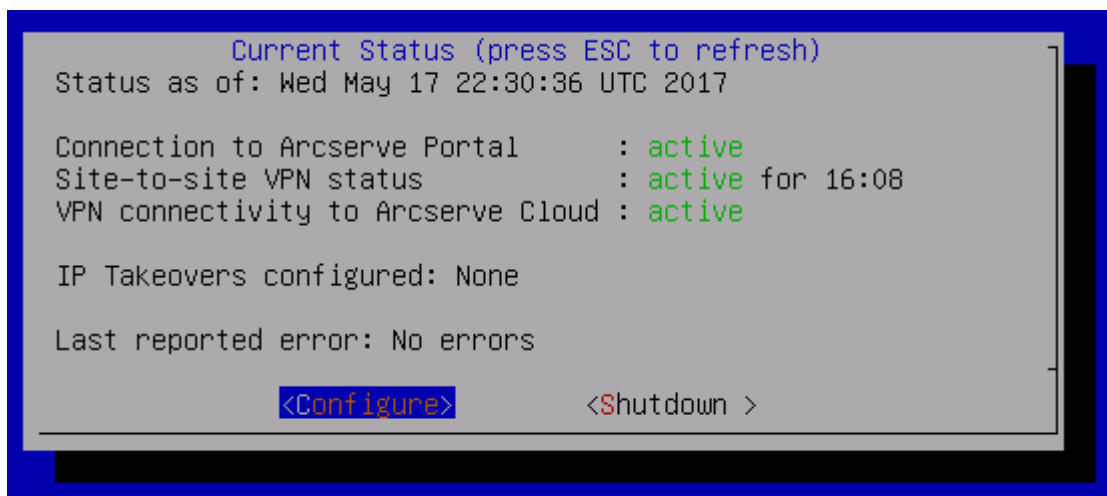 Current Status (press ESC to refresh)
Status as of: Wed May 17 22:30:36 UTC 2017
Connection to Arcserve Portal : active
Site-to-site VPN status : active for 16:08
VPN connectivity to Arcserve Cloud : active
IP Takeovers configured: None
Last reported error: No errors
<Configure> <Shutdown >